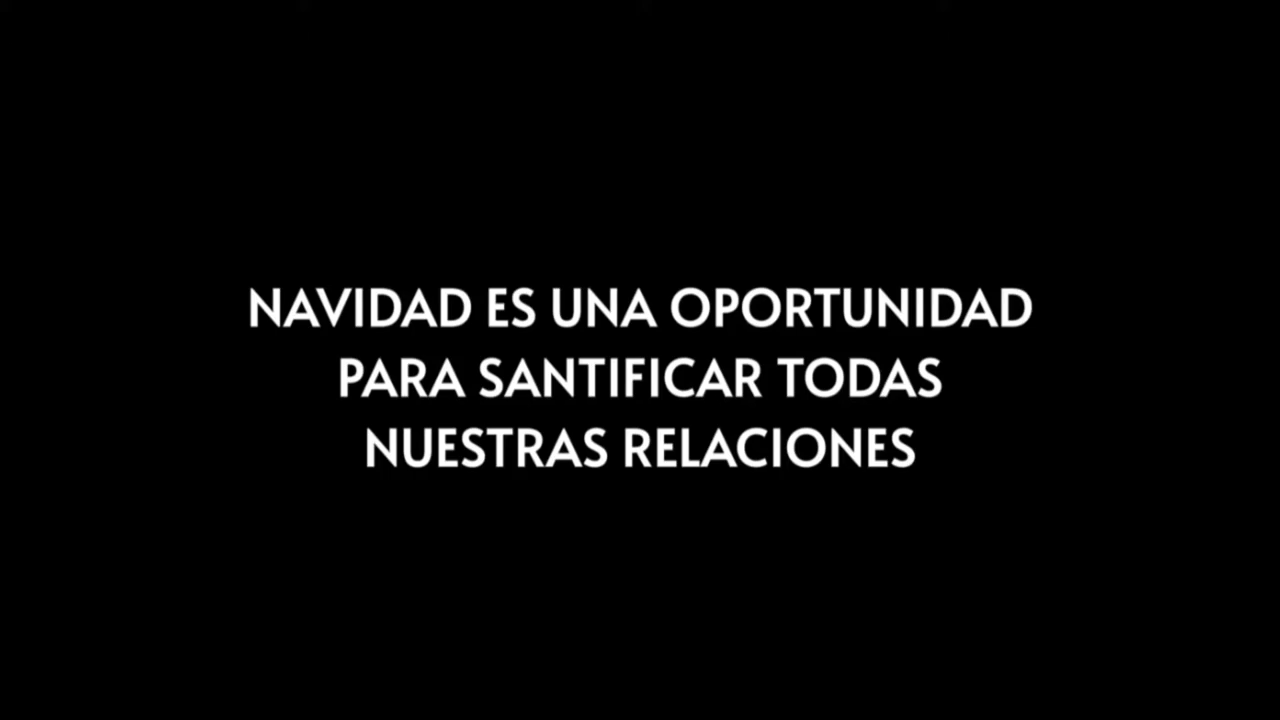 NAVIDAD ES UNA OPORTUNIDAD
PARA SANTIFICAR TODAS
NUESTRAS RELACIONES